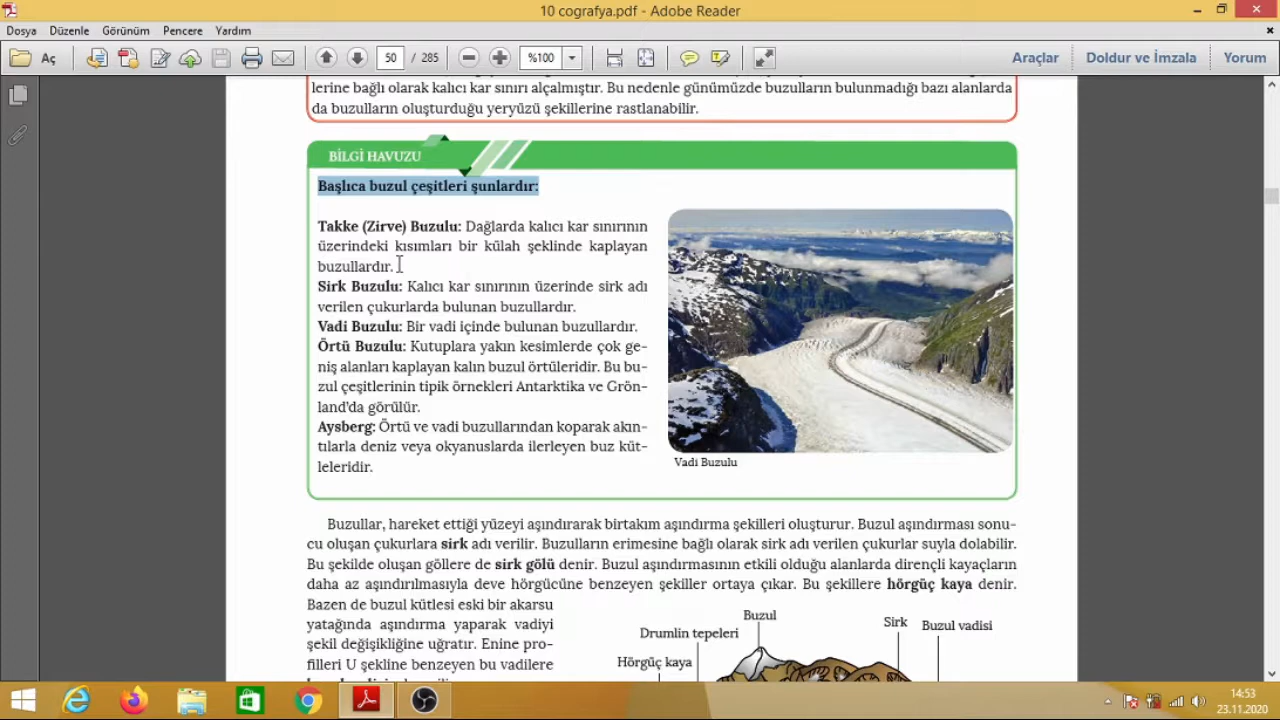 10 cografya.pdf - Adobe Reader
Dosya Düzenle Görünüm Pencere Yardım
Aç 50 / 285 %100 Araçlar Doldur ve İmzala Yorum
lerine bağlı olarak kalıcı kar sınırı alçalmıştır. Bu nedenle günümüzde buzulların bulunmadığı bazı alanlarda
da buzulların oluşturduğu yeryüzü şekillerine rastlanabilir.
BİLGİ HAVUZU
Başlıca buzul çeşitleri şunlardır:
Takke (Zirve) Buzulu: Dağlarda kalıcı kar sınırının
üzerindeki kısımları bir külah şeklinde kaplayan
buzullardır.
Sirk Buzulu: Kalıcı kar sınırının üzerinde sirk adı
verilen çukurlarda bulunan buzullardır.
Vadi Buzulu: Bir vadi içinde bulunan buzullardır.
Örtü Buzulu: Kutuplara yakın kesimlerde çok ge-
niş alanları kaplayan kalın buzul örtüleridir. Bu bu-
zul çeşitlerinin tipik örnekleri Antarktika ve Grön-
land'da görülür.
Aysberg: Örtü ve vadi buzullarından koparak akın-
tılarla deniz veya okyanuslarda ilerleyen buz küt-
leleridir.
Vadi Buzulu
Buzullar, hareket ettiği yüzeyi aşındırarak birtakım aşındırma şekilleri oluşturur. Buzul aşındırması sonu-
cu oluşan çukurlara sirk adı verilir. Buzulların erimesine bağlı olarak sirk adı verilen çukurlar suyla dolabilir.
Bu şekilde oluşan göllere de sirk gölü denir. Buzul aşındırmasının etkili olduğu alanlarda dirençli kayaçların
daha az aşındırılmasıyla deve hörgücüne benzeyen şekiller ortaya çıkar. Bu şekillere hörgüç kaya denir.
Bazen de buzul kütlesi eski bir akarsu
yatağında aşındırma yaparak vadiyi
şekil değişikliğine uğratır. Enine pro-
filleri U şekline benzeyen bu vadilere
Buzul
Drumlin tepeleri
Hörgüç kaya
Sirk
Buzul vadisi
14:53
23.11.2020